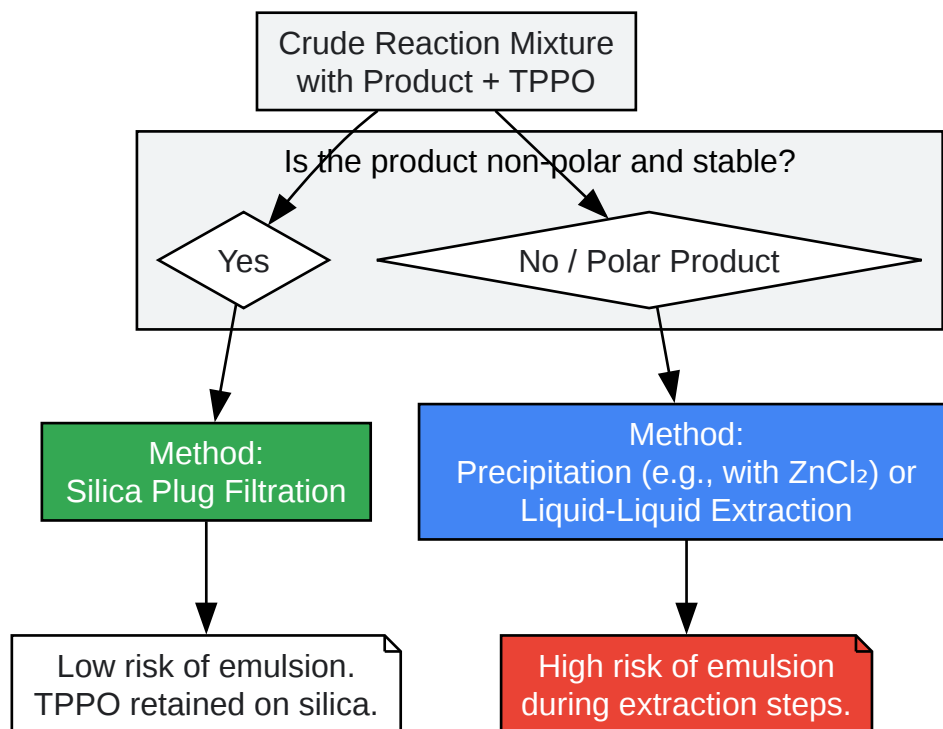 Crude Reaction Mixture
with Product + TPPO
Is the product non-polar and stable?
Yes
No / Polar Product
Method:
Silica Plug Filtration
Method:
Precipitation (e.g., with ZnCl₂) or
Liquid-Liquid Extraction
Low risk of emulsion.
TPPO retained on silica.
High risk of emulsion
during extraction steps.